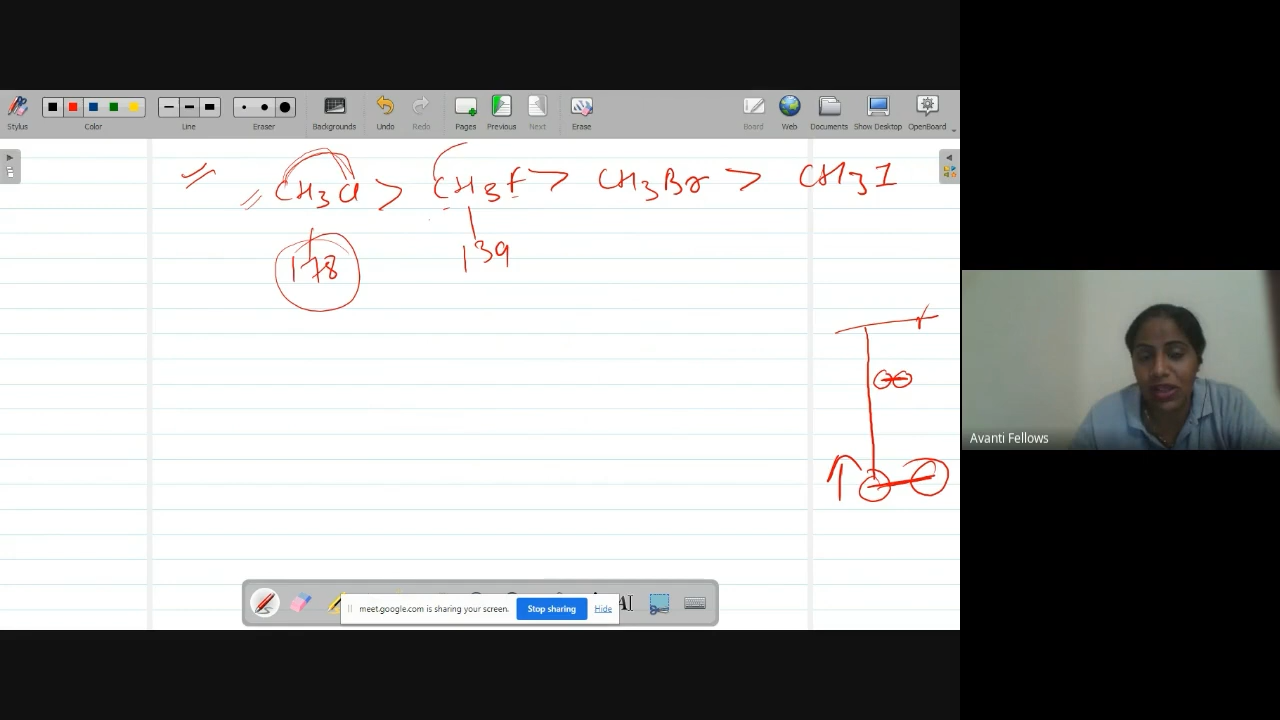 Stylus Color Line Eraser Backgrounds Undo Redo Pages Previous Next Erase Board Web Documents Show Desktop OpenBoard
CH3Cl > CH3F > CH3Br > CH3I
178 139
Avanti Fellows
meet.google.com is sharing your screen. Stop sharing Hide